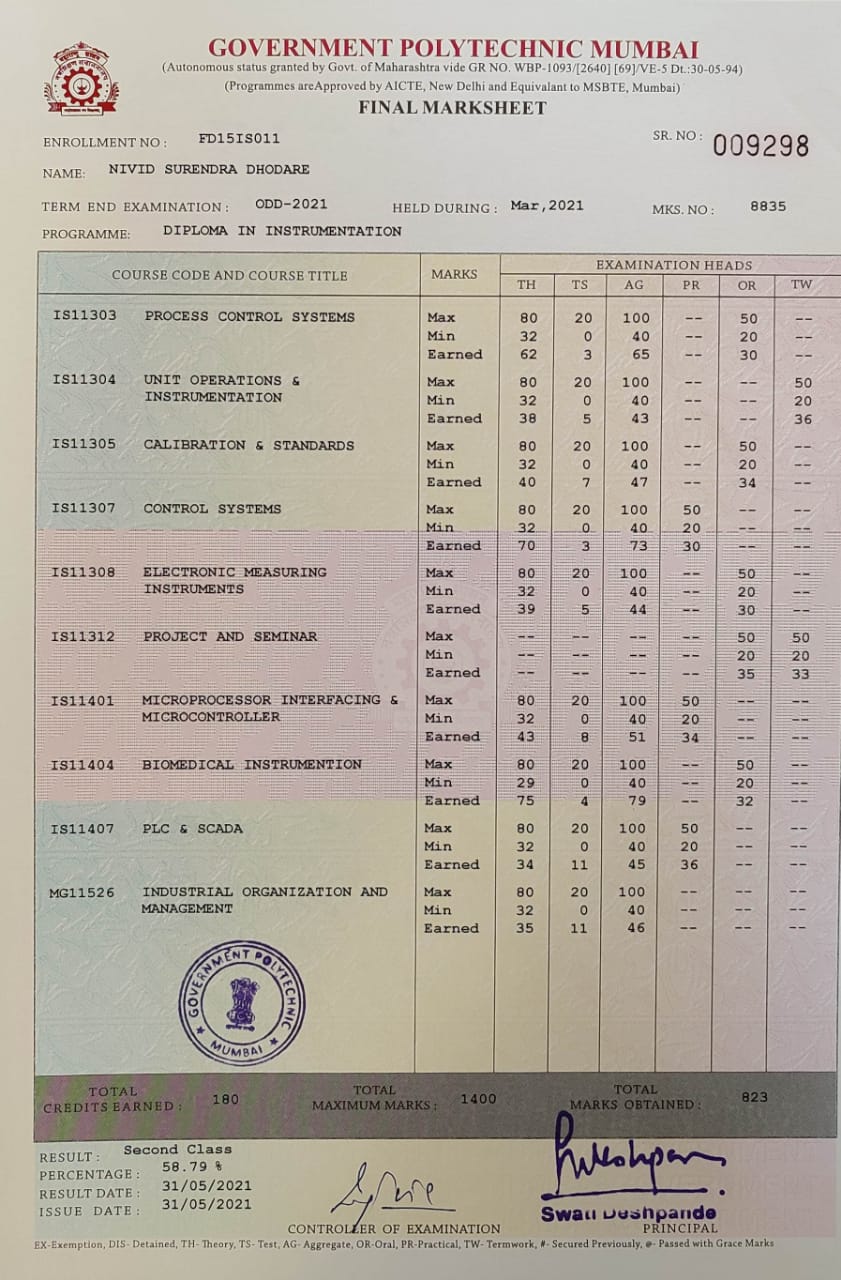 GOVERNMENT POLYTECHNIC MUMBAI
(Autonomous status granted by Govt. of Maharashtra vide GR NO. WBP-1093/[2640] [69]/VE-5 Dt.:30-05-94)
(Programmes areApproved by AICTE, New Delhi and Equivalant to MSBTE, Mumbai)
FINAL MARKSHEET
ENROLLMENT NO : FD15IS011 SR. NO : 009298
NAME: NIVID SURENDRA DHODARE
TERM END EXAMINATION : ODD-2021 HELD DURING : Mar,2021 MKS. NO : 8835
PROGRAMME: DIPLOMA IN INSTRUMENTATION
COURSE CODE AND COURSE TITLE MARKS EXAMINATION HEADS
TH TS AG PR OR TW
IS11303 PROCESS CONTROL SYSTEMS Max 80 20 100 -- 50 --
Min 32 0 40 -- 20 --
Earned 62 3 65 -- 30 --
IS11304 UNIT OPERATIONS & Max 80 20 100 -- -- 50
INSTRUMENTATION Min 32 0 40 -- -- 20
Earned 38 5 43 -- -- 36
IS11305 CALIBRATION & STANDARDS Max 80 20 100 -- 50 --
Min 32 0 40 -- 20 --
Earned 40 7 47 -- 34 --
IS11307 CONTROL SYSTEMS Max 80 20 100 50 -- --
Min 32 0 40 20 -- --
Earned 70 3 73 30 -- --
IS11308 ELECTRONIC MEASURING Max 80 20 100 -- 50 --
INSTRUMENTS Min 32 0 40 -- 20 --
Earned 39 5 44 -- 30 --
IS11312 PROJECT AND SEMINAR Max -- -- -- -- 50 50
Min -- -- -- -- 20 20
Earned -- -- -- -- 35 33
IS11401 MICROPROCESSOR INTERFACING & Max 80 20 100 50 -- --
MICROCONTROLLER Min 32 0 40 20 -- --
Earned 43 8 51 34 -- --
IS11404 BIOMEDICAL INSTRUMENTION Max 80 20 100 -- 50 --
Min 29 0 40 -- 20 --
Earned 75 4 79 -- 32 --
IS11407 PLC & SCADA Max 80 20 100 50 -- --
Min 32 0 40 20 -- --
Earned 34 11 45 36 -- --
MG11526 INDUSTRIAL ORGANIZATION AND Max 80 20 100 -- -- --
MANAGEMENT Min 32 0 40 -- -- --
Earned 35 11 46 -- -- --
GOVERNMENT POLYTECHNIC
MUMBAI
TOTAL CREDITS EARNED : 180 TOTAL MAXIMUM MARKS : 1400 TOTAL MARKS OBTAINED : 823
RESULT : Second Class
PERCENTAGE : 58.79 %
RESULT DATE : 31/05/2021
ISSUE DATE : 31/05/2021
Swati Deshpande
CONTROLLER OF EXAMINATION PRINCIPAL
EX-Exemption, DIS- Detained, TH- Theory, TS- Test, AG- Aggregate, OR-Oral, PR-Practical, TW- Termwork, #- Secured Previously, @- Passed with Grace Marks